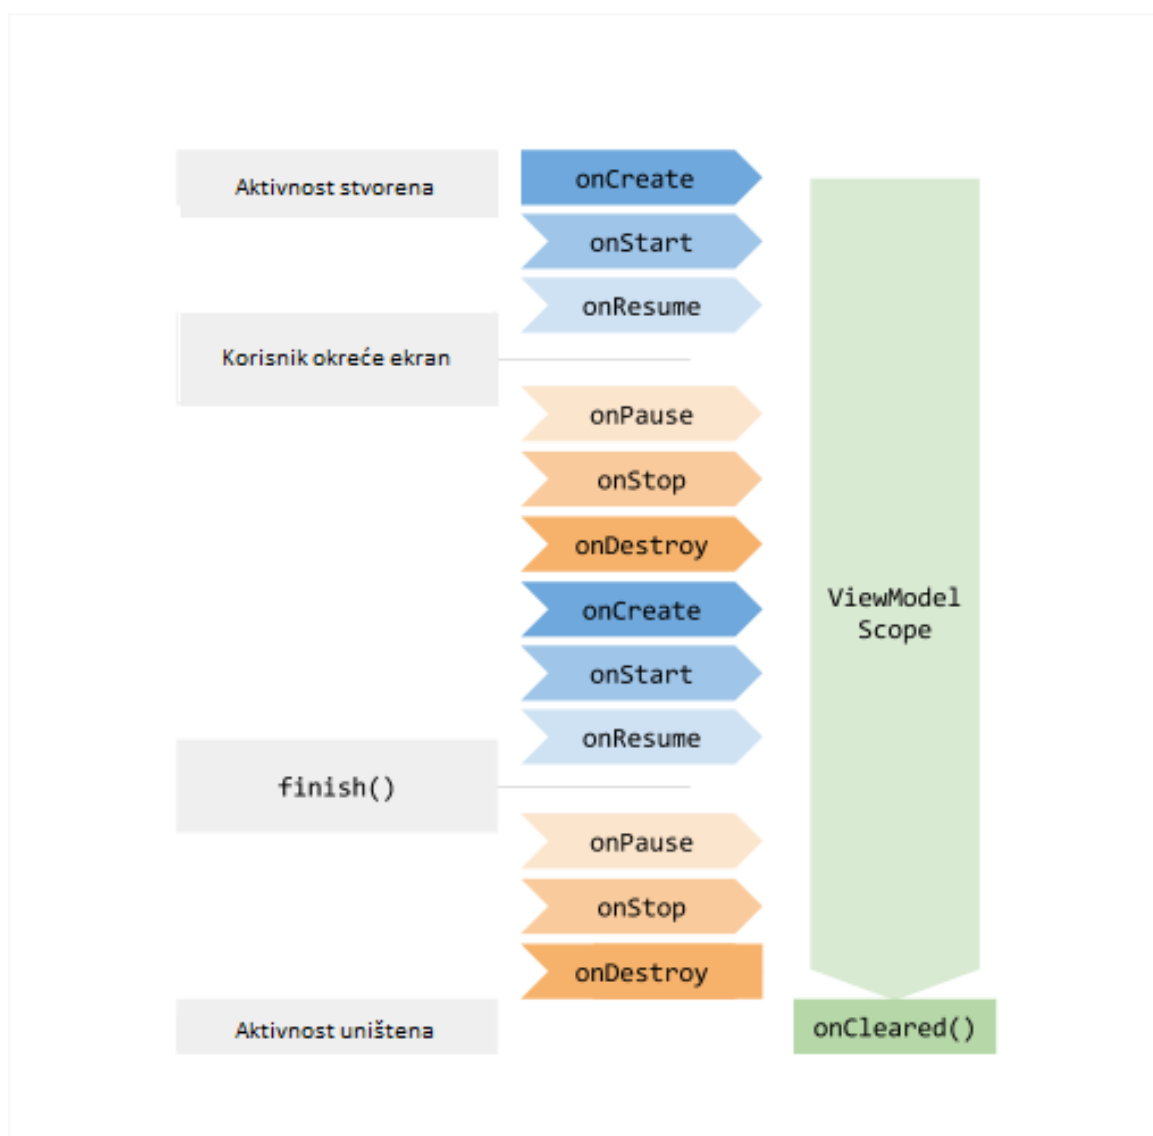 Aktivnost stvorena
onCreate
onStart
onResume
Korisnik okreće ekran
onPause
onStop
onDestroy
onCreate
onStart
onResume
finish()
onPause
onStop
onDestroy
Aktivnost uništena
ViewModel
Scope
onCleared()